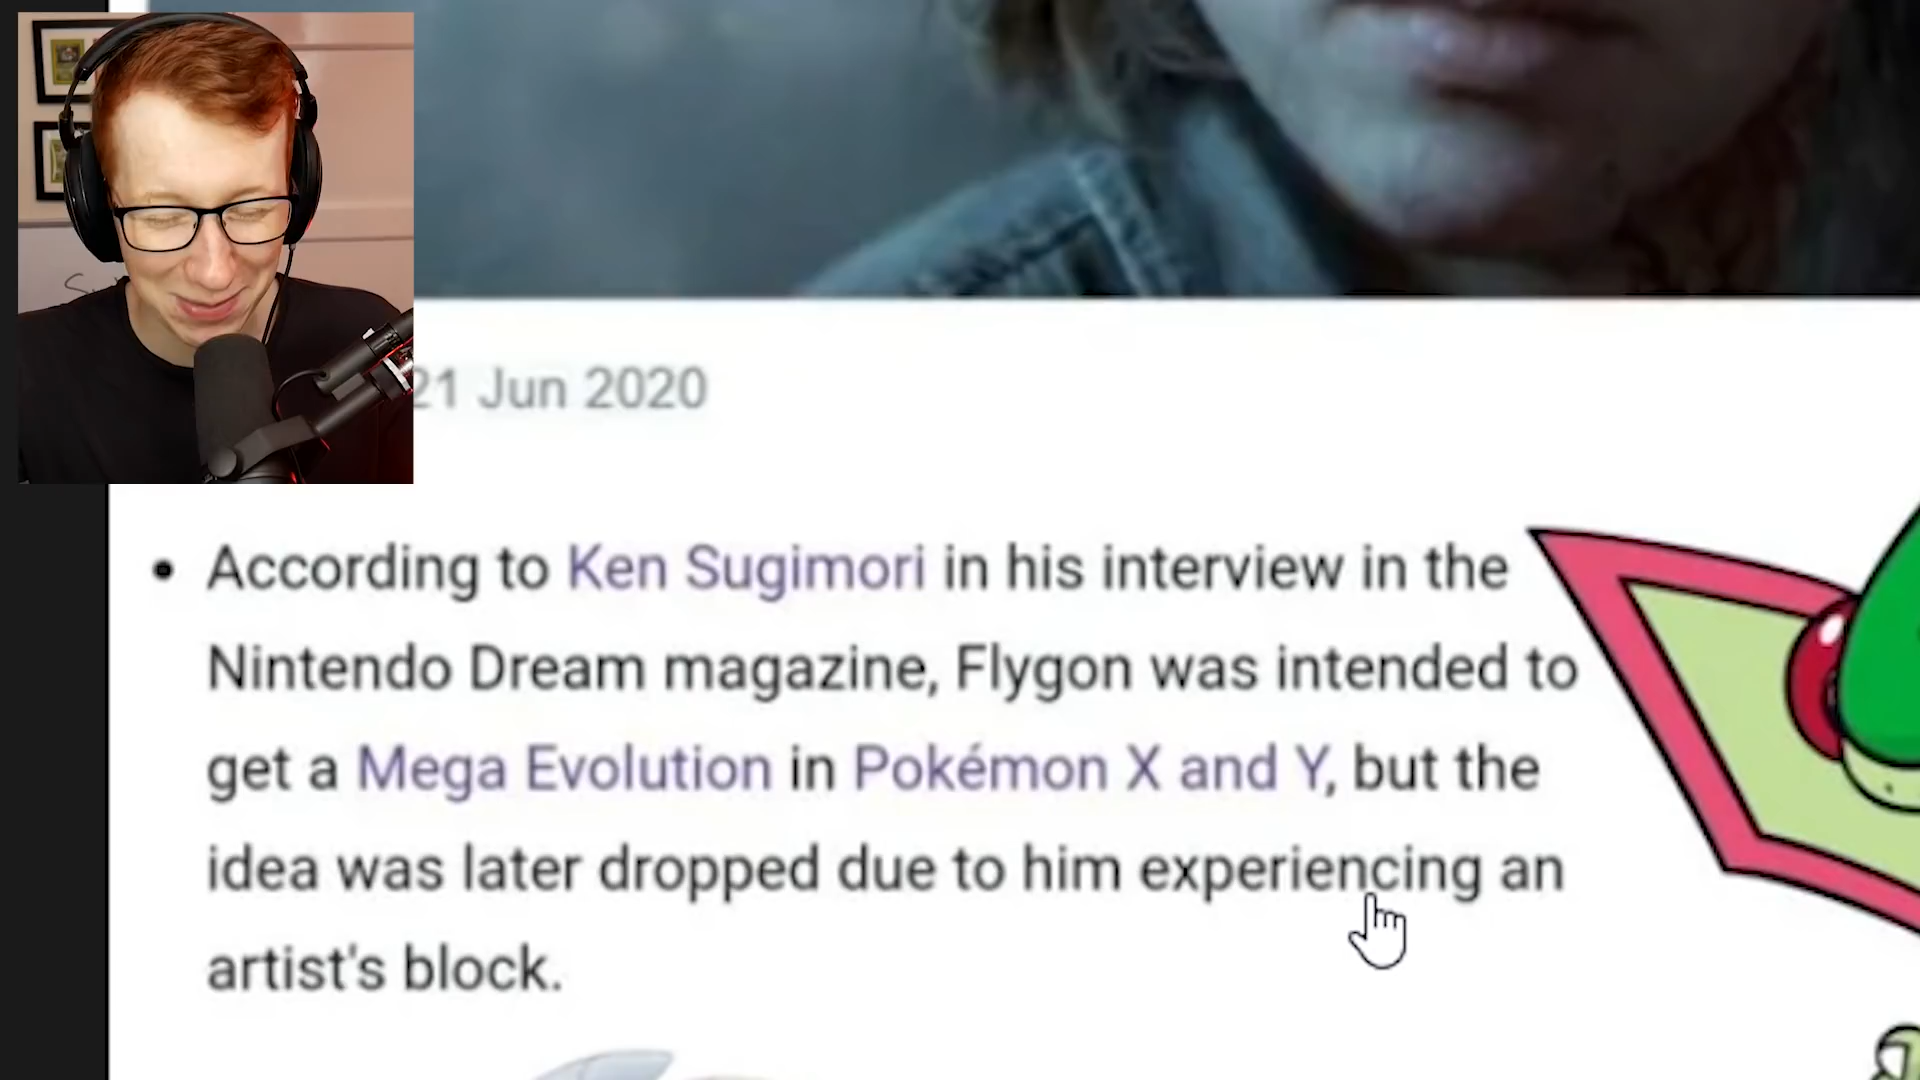 21 Jun 2020
• According to Ken Sugimori in his interview in the
Nintendo Dream magazine, Flygon was intended to
get a Mega Evolution in Pokémon X and Y, but the
idea was later dropped due to him experiencing an
artist's block.